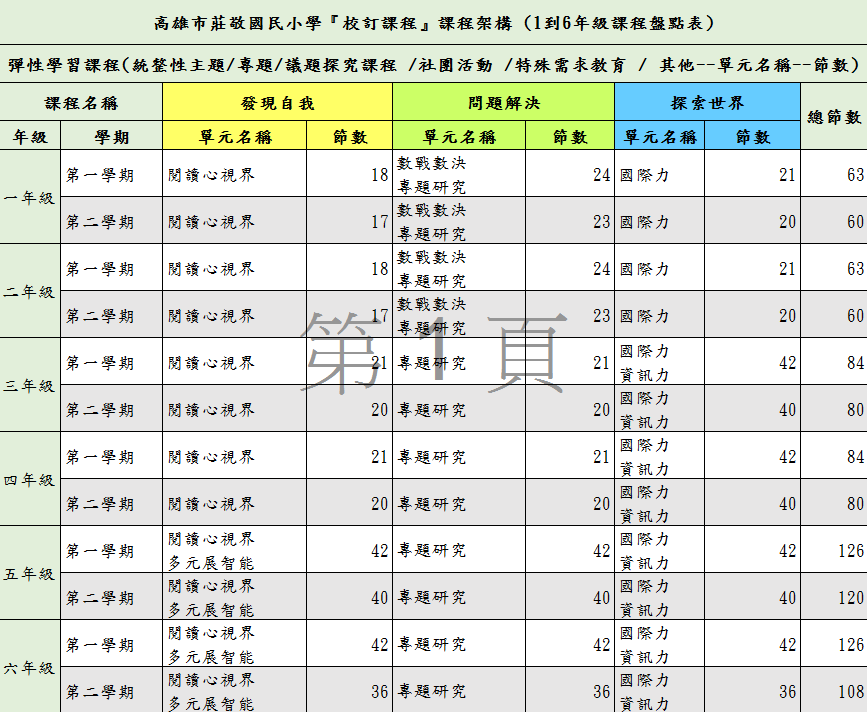 高雄市莊敬國民小學『校訂課程』課程架構 (1到6年級課程盤點表)
彈性學習課程(統整性主題/專題/議題探究課程 /社團活動 /特殊需求教育 / 其他--單元名稱--節數)
課程名稱 發現自我 問題解決 探索世界 總節數
年級 學期 單元名稱 節數 單元名稱 節數 單元名稱 節數
一年級 第一學期 閱讀心視界 18 數戰數決 專題研究 24 國際力 21 63
第二學期 閱讀心視界 17 數戰數決 專題研究 23 國際力 20 60
二年級 第一學期 閱讀心視界 18 數戰數決 專題研究 24 國際力 21 63
第二學期 閱讀心視界 17 數戰數決 專題研究 23 國際力 20 60
第 1 頁
三年級 第一學期 閱讀心視界 21 專題研究 21 國際力 資訊力 42 84
第二學期 閱讀心視界 20 專題研究 20 國際力 資訊力 40 80
四年級 第一學期 閱讀心視界 21 專題研究 21 國際力 資訊力 42 84
第二學期 閱讀心視界 20 專題研究 20 國際力 資訊力 40 80
五年級 第一學期 閱讀心視界 多元展智能 42 專題研究 42 國際力 資訊力 42 126
第二學期 閱讀心視界 多元展智能 40 專題研究 40 國際力 資訊力 40 120
六年級 第一學期 閱讀心視界 多元展智能 42 專題研究 42 國際力 資訊力 42 126
第二學期 閱讀心視界 多元展智能 36 專題研究 36 國際力 資訊力 36 108